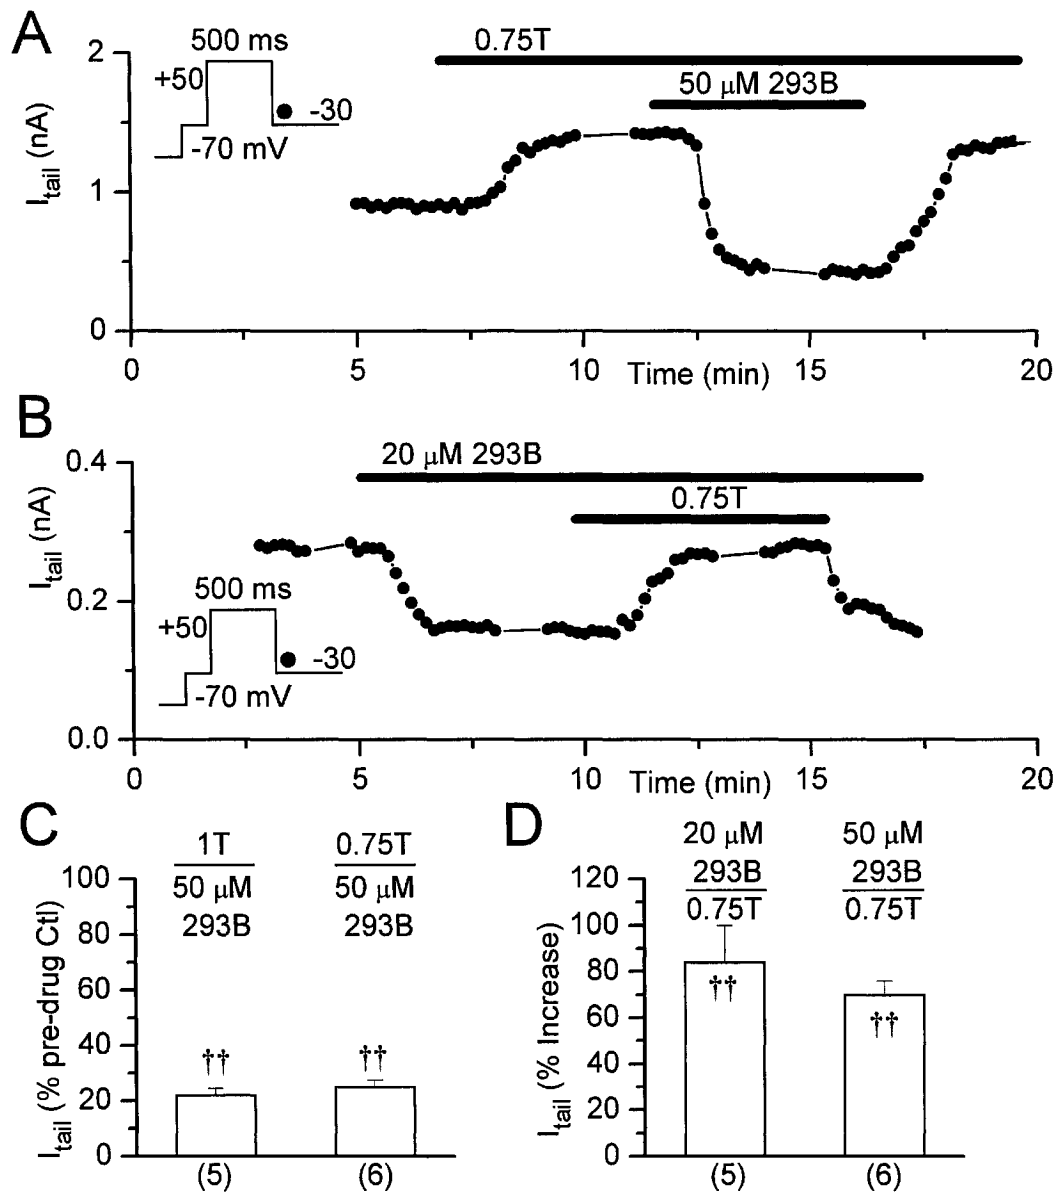 A
500 ms
+50
-30
-70 mV
0.75T
50 μM 293B
I_tail (nA)
2
1
0
0 5 10 15 20
Time (min)
B
20 μM 293B
0.75T
I_tail (nA)
0.4
0.2
0.0
500 ms
+50
-30
-70 mV
0 5 10 15 20
Time (min)
C
1T
50 μM
293B
0.75T
50 μM
293B
I_tail (% pre-drug Ctl)
100
80
60
40
20
0
††
††
(5) (6)
D
20 μM
293B
0.75T
50 μM
293B
0.75T
I_tail (% Increase)
120
100
80
60
40
20
0
††
††
(5) (6)